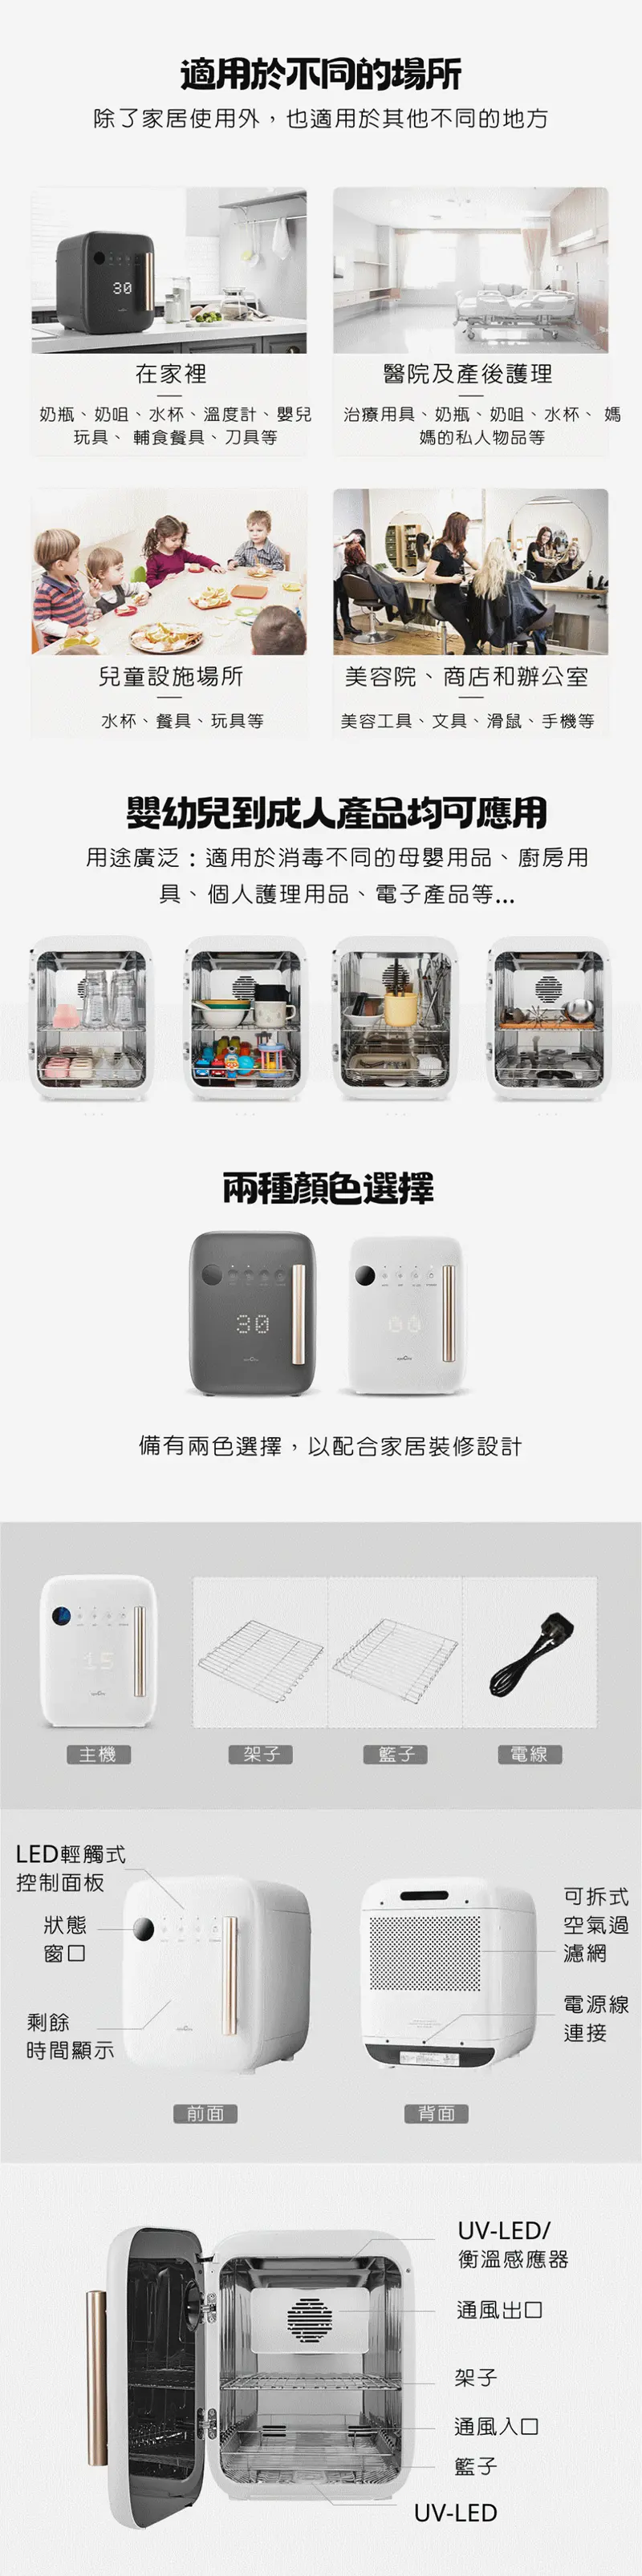 適用於不同的場所
除了家居使用外，也適用於其他不同的地方
30
在家裡
奶瓶、奶咀、水杯、溫度計、嬰兒
玩具、 輔食餐具、刀具等
醫院及產後護理
治療用具、奶瓶、奶咀、水杯、 媽
媽的私人物品等
兒童設施場所
水杯、餐具、玩具等
美容院、商店和辦公室
美容工具、文具、滑鼠、手機等
嬰幼兒到成人產品均可應用
用途廣泛：適用於消毒不同的母嬰用品、廚房用
具、個人護理用品、電子產品等...
兩種顏色選擇
30
00
備有兩色選擇，以配合家居裝修設計
15
主機
架子
籃子
電線
LED輕觸式
控制面板
狀態
窗口
剩餘
時間顯示
可拆式
空氣過
濾網
電源線
連接
前面
背面
UV-LED/
衡溫感應器
通風出口
架子
通風入口
籃子
UV-LED